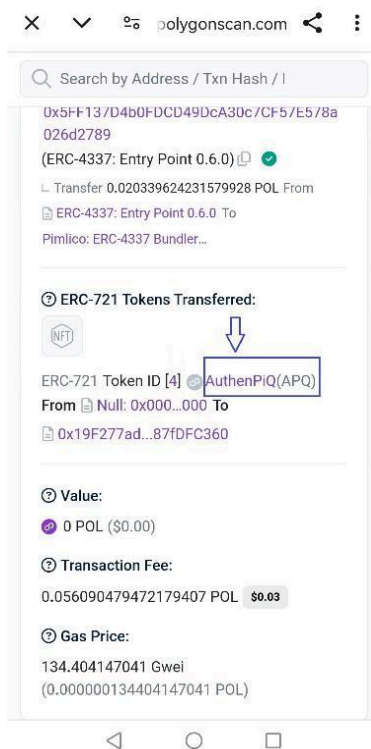 polygonscan.com
Search by Address / Txn Hash / 
0x5FF137D4b0FDCD49DcA30c7CF57E578a
026d2789
(ERC-4337: Entry Point 0.6.0)
Transfer 0.020339624231579928 POL From
ERC-4337: Entry Point 0.6.0 To
Pimlico: ERC-4337 Bundler...
ERC-721 Tokens Transferred:
NFT
ERC-721 Token ID [4] AuthenPiQ(APQ)
From Null: 0x000...000 To
0x19F277ad...87fDFC360
Value:
0 POL ($0.00)
Transaction Fee:
0.056090479472179407 POL $0.03
Gas Price:
134.404147041 Gwei
(0.000000134404147041 POL)